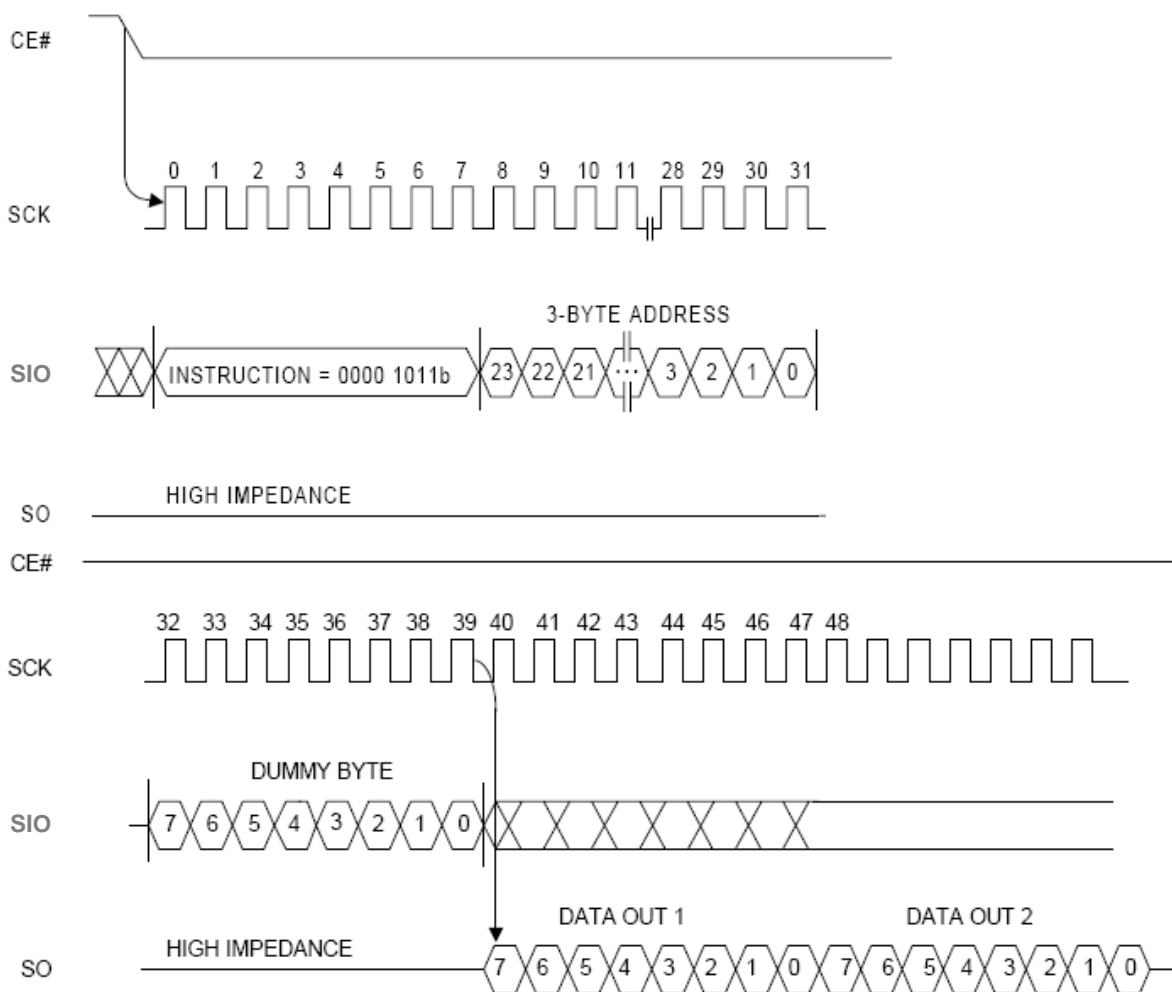 CE#
0 1 2 3 4 5 6 7 8 9 10 11 28 29 30 31
SCK
3-BYTE ADDRESS
SIO INSTRUCTION = 0000 1011b 23 22 21 ... 3 2 1 0
HIGH IMPEDANCE
SO
CE#
32 33 34 35 36 37 38 39 40 41 42 43 44 45 46 47 48
SCK
DUMMY BYTE
SIO 7 6 5 4 3 2 1 0
DATA OUT 1 DATA OUT 2
HIGH IMPEDANCE
SO 7 6 5 4 3 2 1 0 7 6 5 4 3 2 1 0